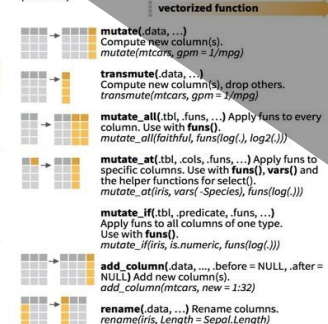 vectorized function
mutate(.data, ...)
Compute new column(s).
mutate(mtcars, gpm = 1/mpg)
transmute(.data, ...)
Compute new column(s), drop others.
transmute(mtcars, gpm = 1/mpg)
mutate_all(.tbl, .funs, ...) Apply funs to every
column. Use with funs().
mutate_all(faithful, funs(log(.), log2(.)))
mutate_at(.tbl, .cols, .funs, ...) Apply funs to
specific columns. Use with funs(), vars() and
the helper functions for select().
mutate_at(iris, vars( -Species), funs(log(.)))
mutate_if(.tbl, .predicate, .funs, ...)
Apply funs to all columns of one type.
Use with funs().
mutate_if(iris, is.numeric, funs(log(.)))
add_column(.data, ..., .before = NULL, .after =
NULL) Add new column(s).
add_column(mtcars, new = 1:32)
rename(.data, ...) Rename columns.
rename(iris, Length = Sepal.Length)